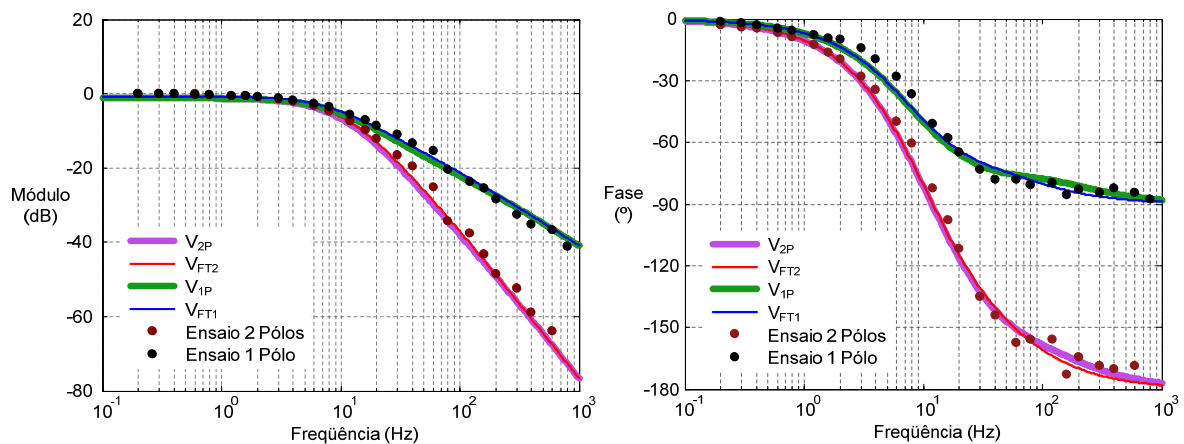 20
0
-20
-40
-60
-80
Módulo
(dB)
V2P
VFT2
V1P
VFT1
Ensaio 2 Pólos
Ensaio 1 Pólo
10-1
100
101
102
103
Freqüência (Hz)
0
-30
-60
-90
-120
-150
-180
Fase
(º)
V2P
VFT2
V1P
VFT1
Ensaio 2 Pólos
Ensaio 1 Pólo
10-1
100
101
102
103
Freqüência (Hz)